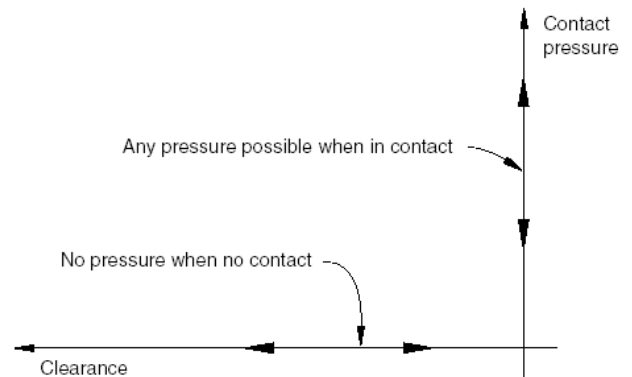 Contact
pressure
Any pressure possible when in contact
No pressure when no contact
Clearance